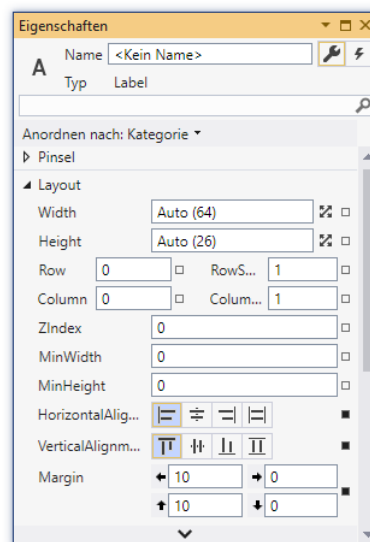 Eigenschaften
Name <Kein Name>
A
Typ Label
Anordnen nach: Kategorie
Pinsel
Layout
Width Auto (64)
Height Auto (26)
Row 0 RowS... 1
Column 0 Colum... 1
ZIndex 0
MinWidth 0
MinHeight 0
HorizontalAlig...
VerticalAlignm...
Margin 10 0
10 0